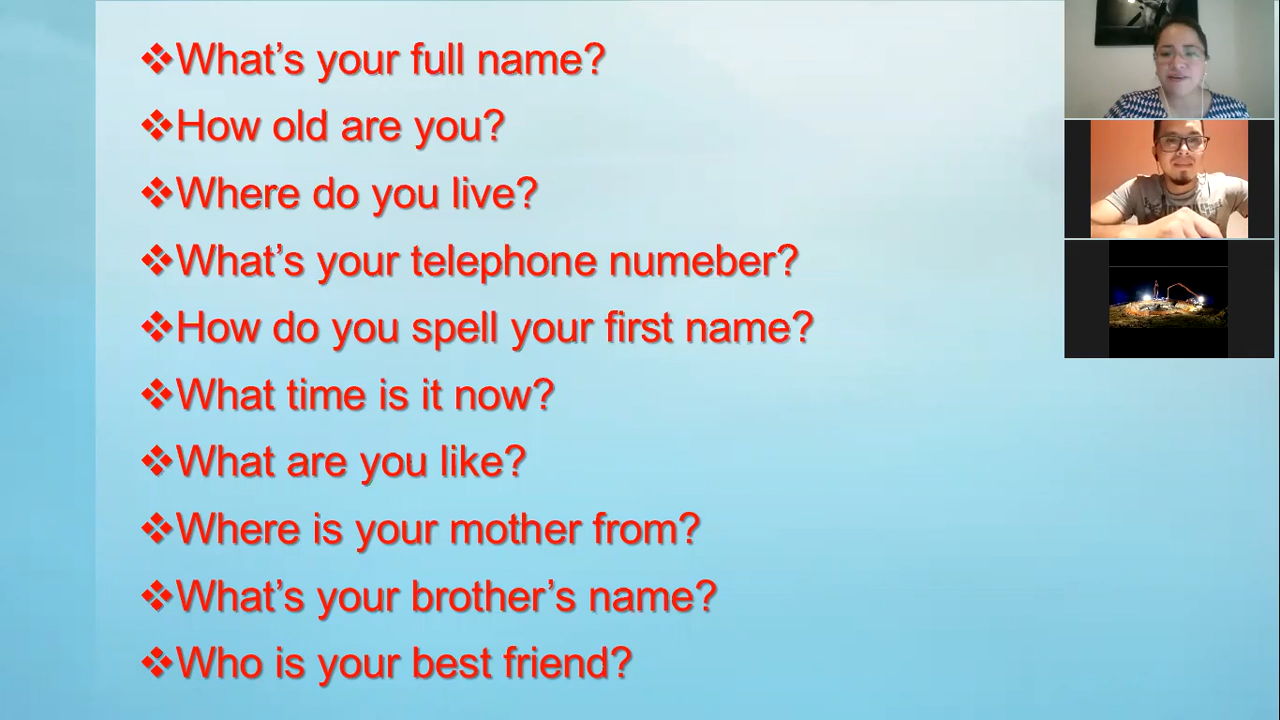 ❖What's your full name?
❖How old are you?
❖Where do you live?
❖What's your telephone numeber?
❖How do you spell your first name?
❖What time is it now?
❖What are you like?
❖Where is your mother from?
❖What's your brother's name?
❖Who is your best friend?